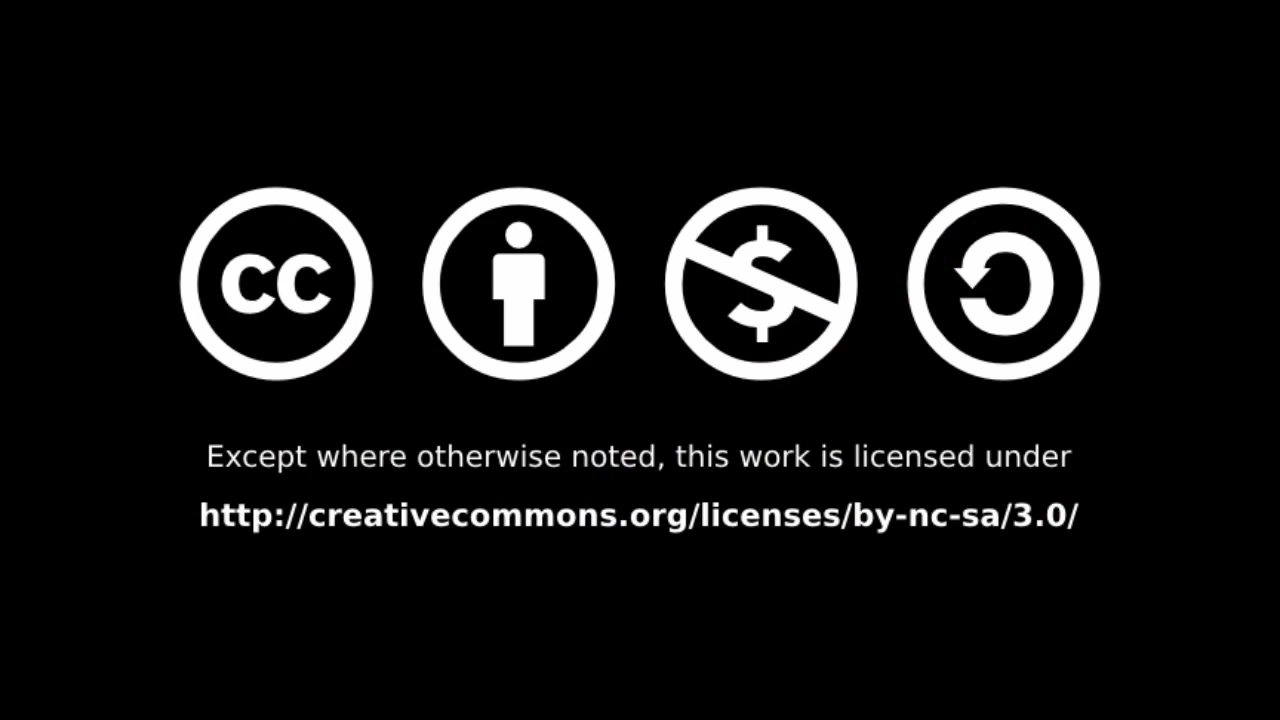 cc
$
Except where otherwise noted, this work is licensed under
http://creativecommons.org/licenses/by-nc-sa/3.0/